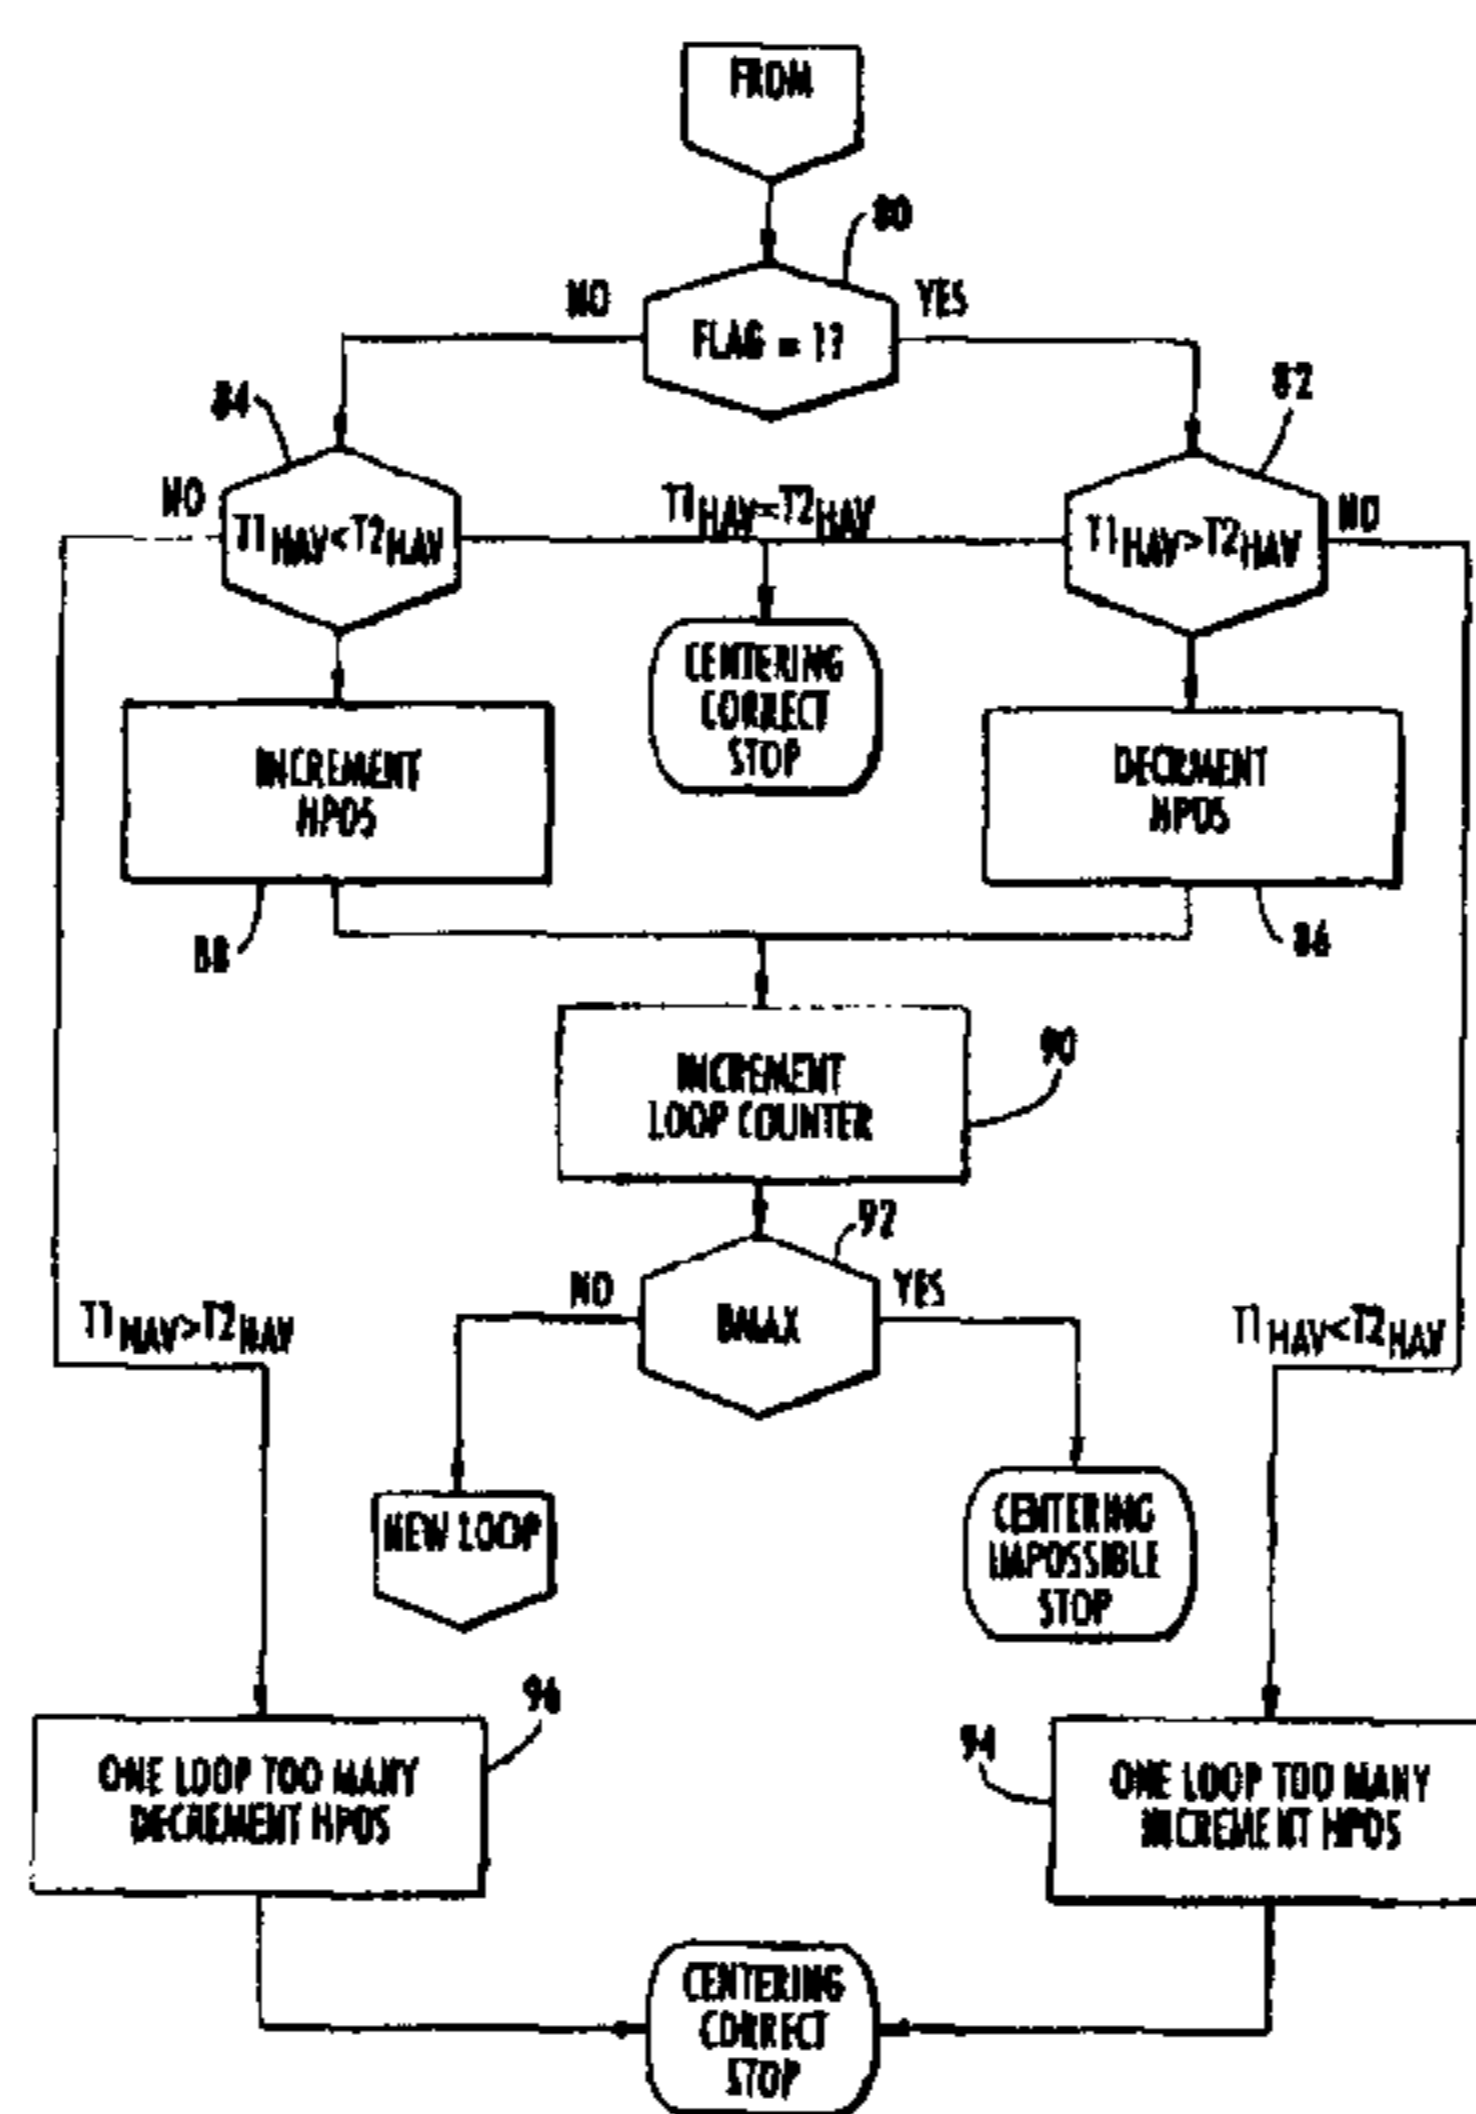 FROM
80
NO
YES
FLAG = 1?
84
82
NO
T1HAV<T2HAV
T1HAV=T2HAV
T1HAV>T2HAV
NO
CENTERING
CORRECT
STOP
INCREMENT
HPOS
DECRMENT
HPOS
88
86
INCREMENT
LOOP COUNTER
90
92
NO
YES
BMAX
T1HAV>T2HAV
T1HAV<T2HAV
NEW LOOP
CENTERING
IMPOSSIBLE
STOP
96
94
ONE LOOP TOO MANY
DECREMENT HPOS
ONE LOOP TOO MANY
INCREMENT HPOS
CENTERING
CORRECT
STOP